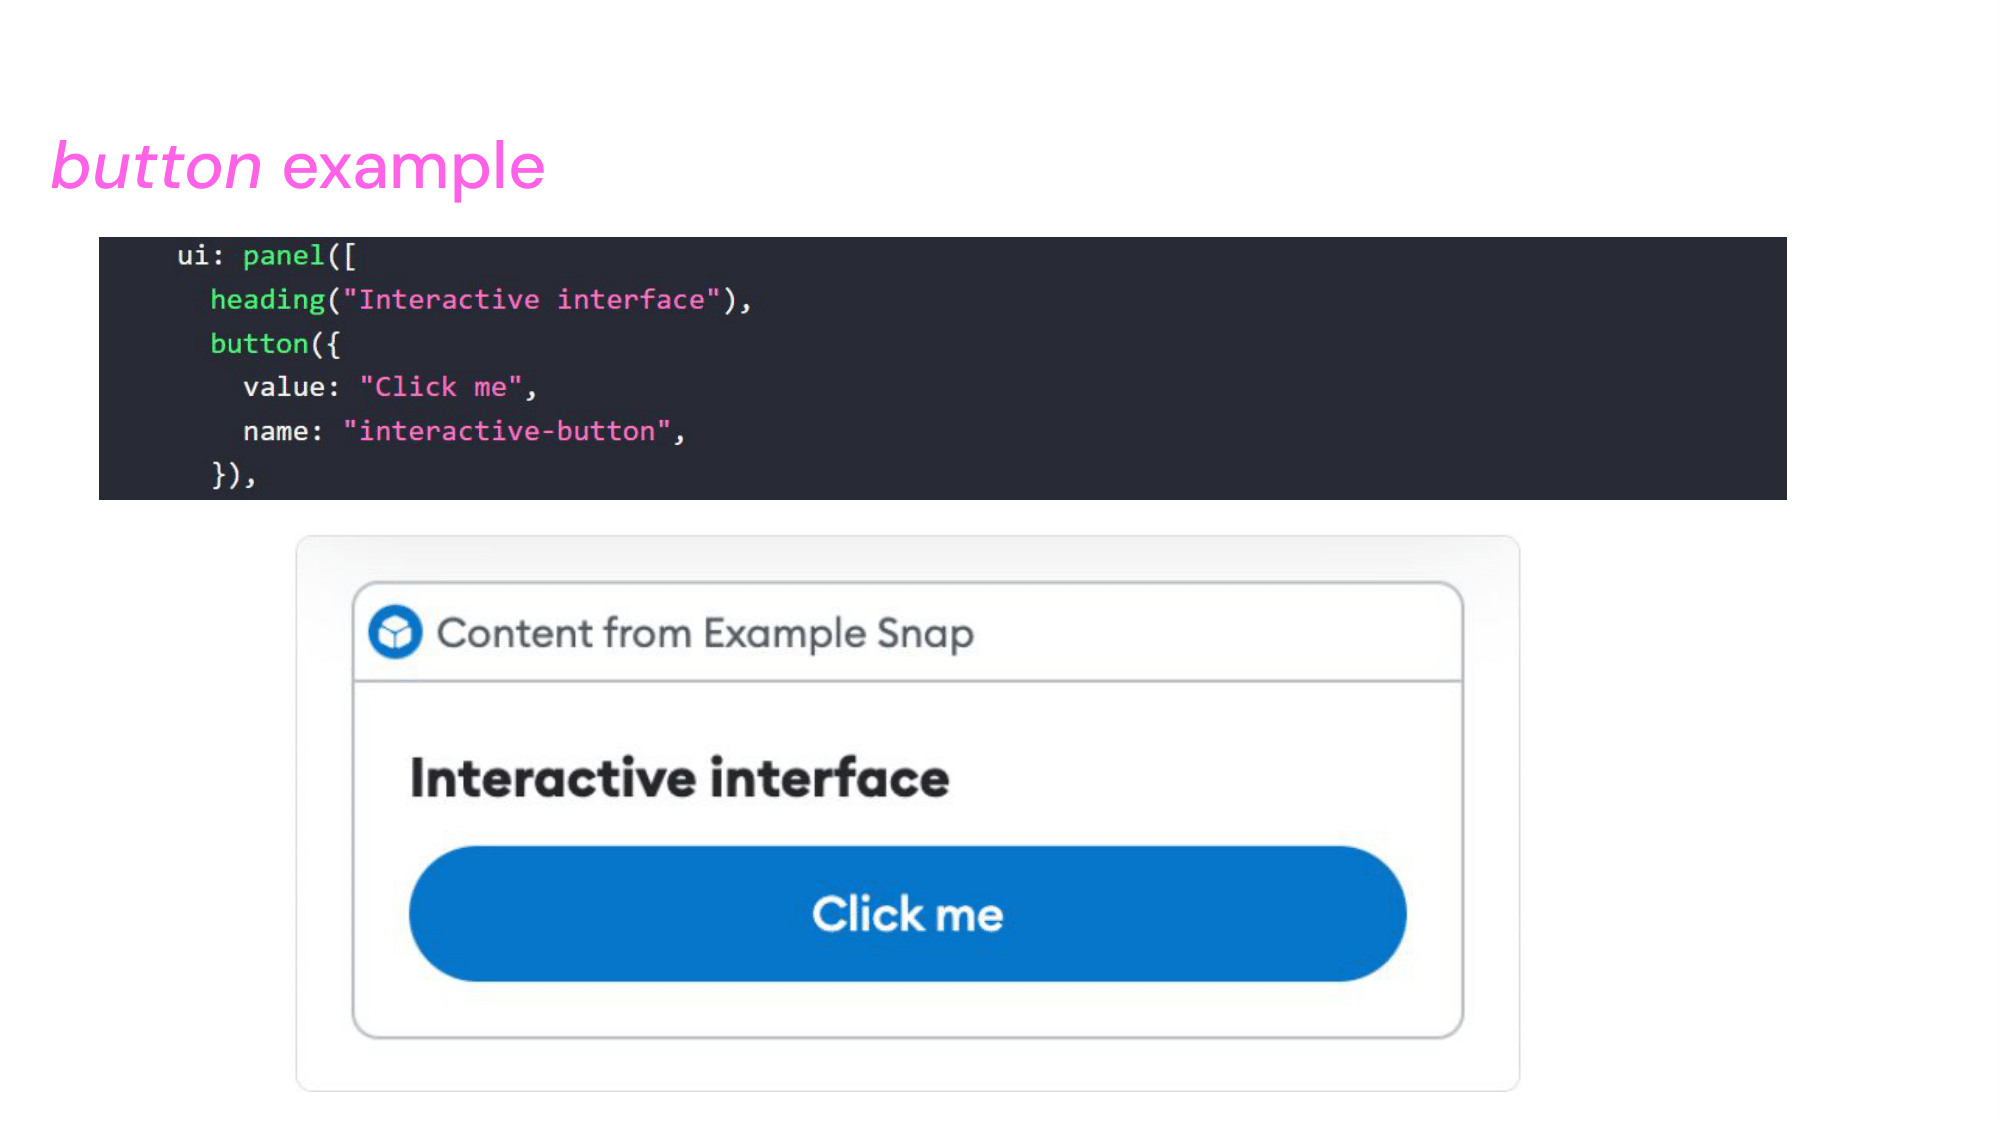 button example
ui: panel([
heading("Interactive interface"),
button({
value: "Click me",
name: "interactive-button",
}),
Content from Example Snap
Interactive interface
Click me